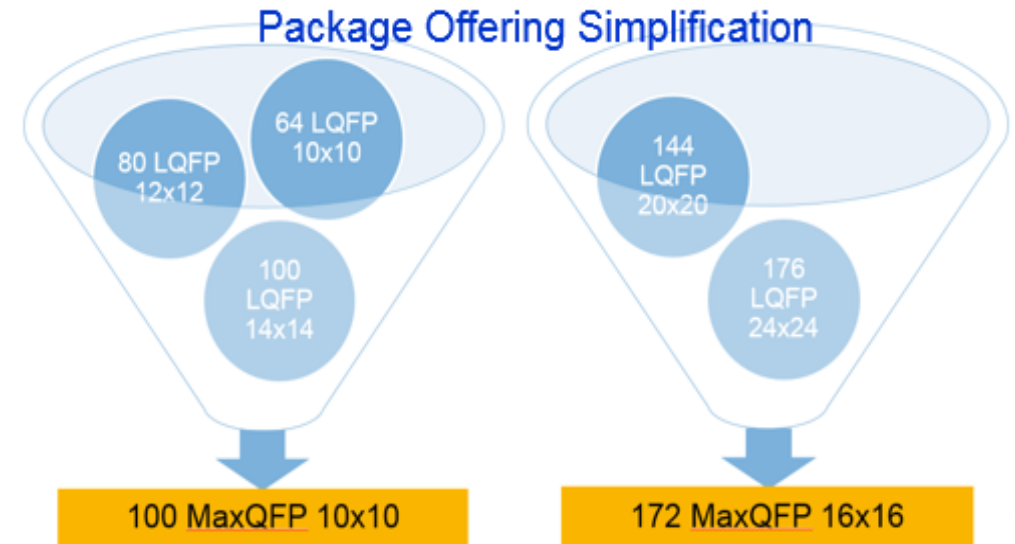 Package Offering Simplification
64 LQFP
10x10
80 LQFP
12x12
100
LQFP
14x14
100 MaxQFP 10x10
144
LQFP
20x20
176
LQFP
24x24
172 MaxQFP 16x16